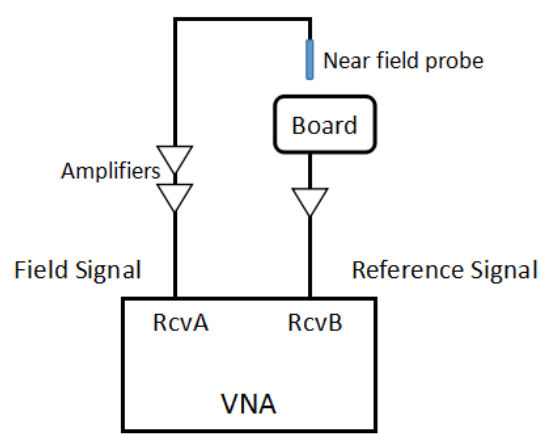 Near field probe
Board
Amplifiers
Field Signal
Reference Signal
RcvA
RcvB
VNA